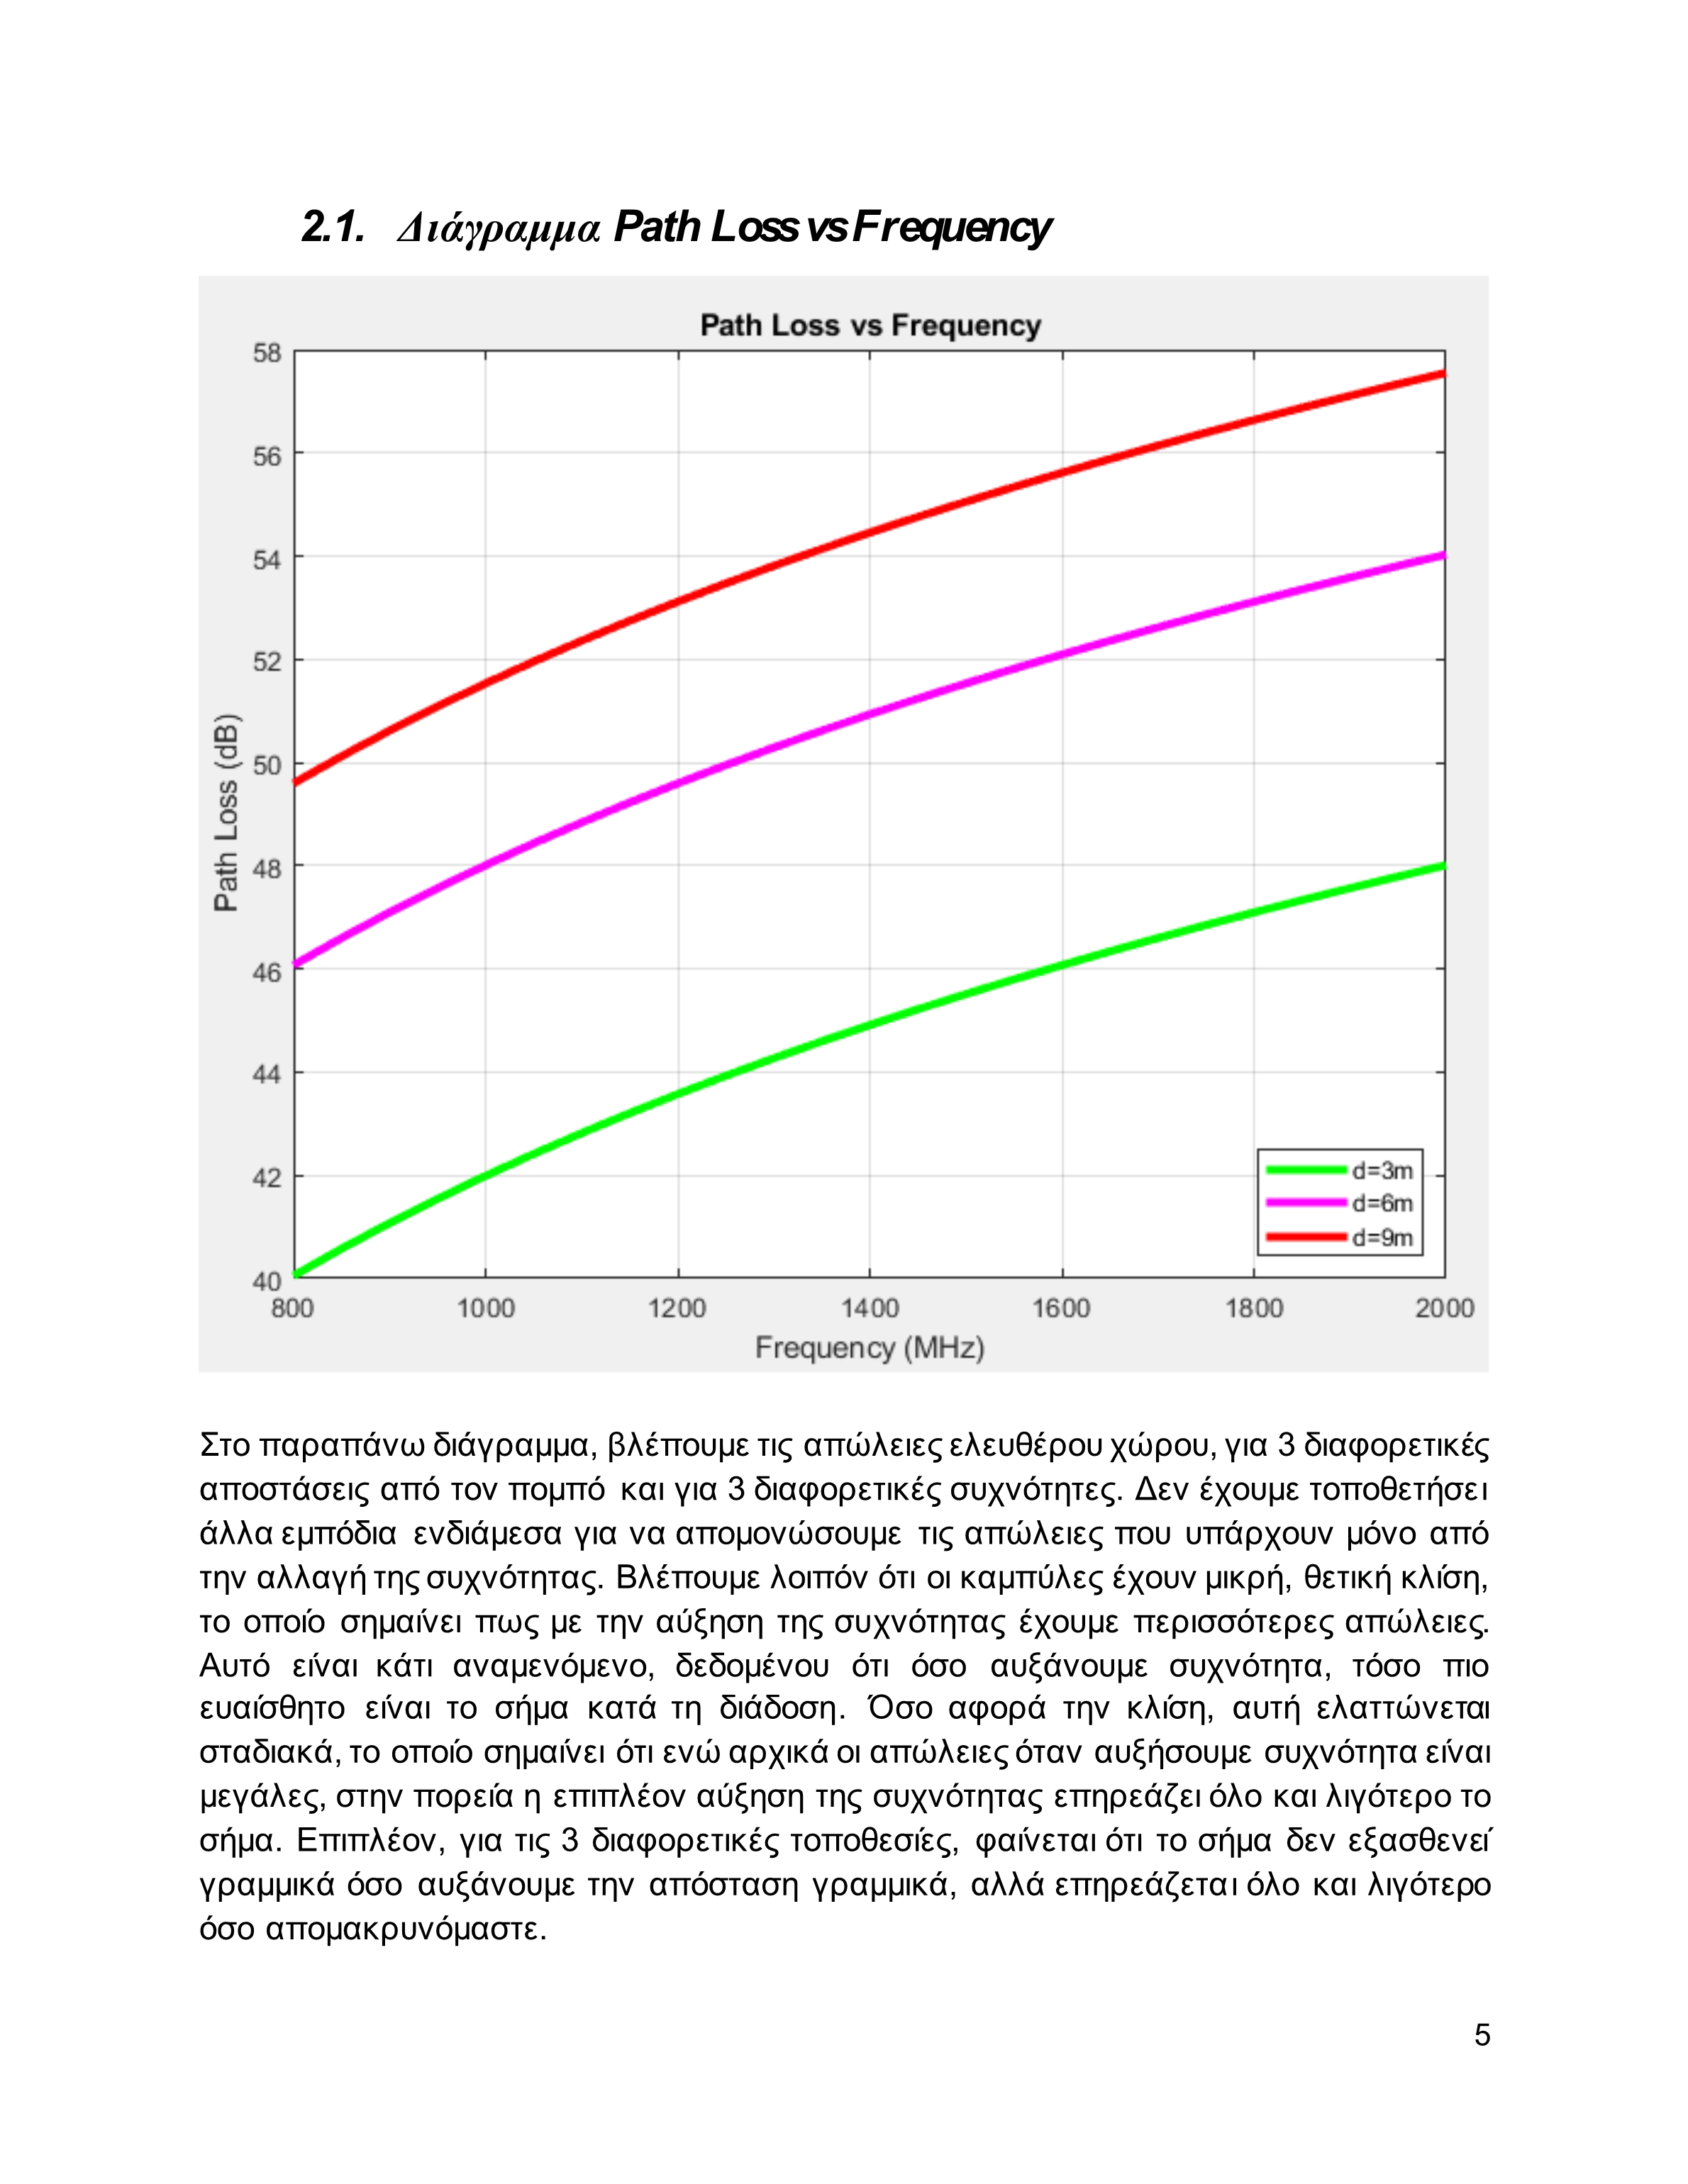 2.1. Διάγραμμα Path Loss vs Frequency
Path Loss vs Frequency
58
56
54
52
50
48
46
44
42
40
Path Loss (dB)
d=3m
d=6m
d=9m
800 1000 1200 1400 1600 1800 2000
Frequency (MHz)
Στο παραπάνω διάγραμμα, βλέπουμε τις απώλειες ελευθέρου χώρου, για 3 διαφορετικές
αποστάσεις από τον πομπό και για 3 διαφορετικές συχνότητες. Δεν έχουμε τοποθετήσει
άλλα εμπόδια ενδιάμεσα για να απομονώσουμε τις απώλειες που υπάρχουν μόνο από
την αλλαγή της συχνότητας. Βλέπουμε λοιπόν ότι οι καμπύλες έχουν μικρή, θετική κλίση,
το οποίο σημαίνει πως με την αύξηση της συχνότητας έχουμε περισσότερες απώλειες.
Αυτό είναι κάτι αναμενόμενο, δεδομένου ότι όσο αυξάνουμε συχνότητα, τόσο πιο
ευαίσθητο είναι το σήμα κατά τη διάδοση. Όσο αφορά την κλίση, αυτή ελαττώνεται
σταδιακά, το οποίο σημαίνει ότι ενώ αρχικά οι απώλειες όταν αυξήσουμε συχνότητα είναι
μεγάλες, στην πορεία η επιπλέον αύξηση της συχνότητας επηρεάζει όλο και λιγότερο το
σήμα. Επιπλέον, για τις 3 διαφορετικές τοποθεσίες, φαίνεται ότι το σήμα δεν εξασθενεί
γραμμικά όσο αυξάνουμε την απόσταση γραμμικά, αλλά επηρεάζεται όλο και λιγότερο
όσο απομακρυνόμαστε.
5